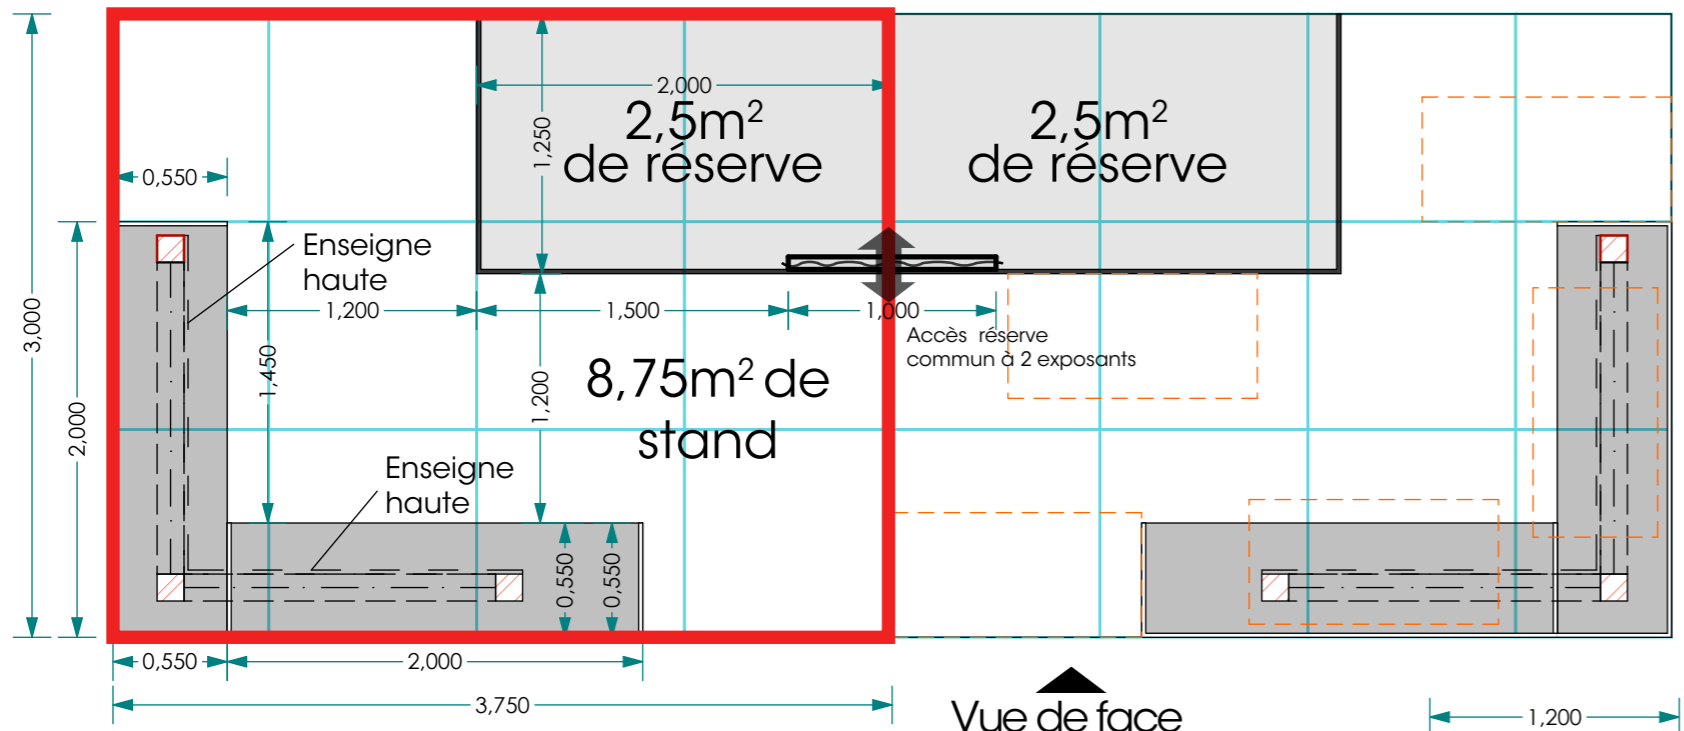 2,000
2,5m²
de réserve
2,5m²
de réserve
1,250
0,550
Enseigne
haute
3,000
1,200
1,500
1,000
Accès réserve
commun à 2 exposants
1,450
2,000
1,200
8,75m² de
stand
Enseigne
haute
0,550
0,550
0,550
2,000
3,750
Vue de face
1,200